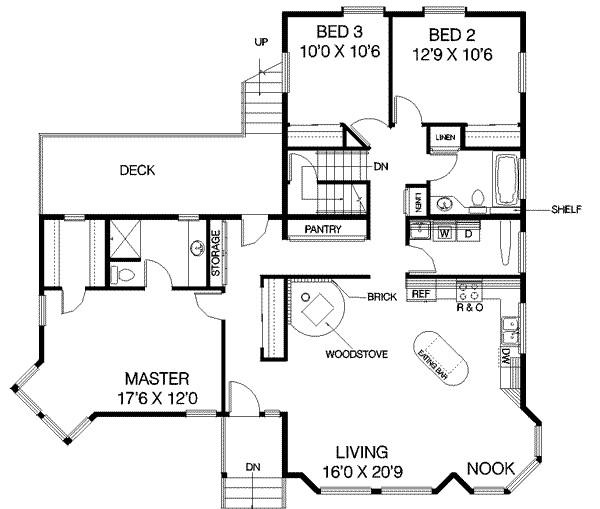 BED 3
10'0 X 10'6
BED 2
12'9 X 10'6
UP
LINEN
DECK
DN
LINEN
SHELF
STORAGE
PANTRY
W
D
BRICK
REF
R & O
WOODSTOVE
EATING BAR
DW
MASTER
17'6 X 12'0
DN
LIVING
16'0 X 20'9
NOOK